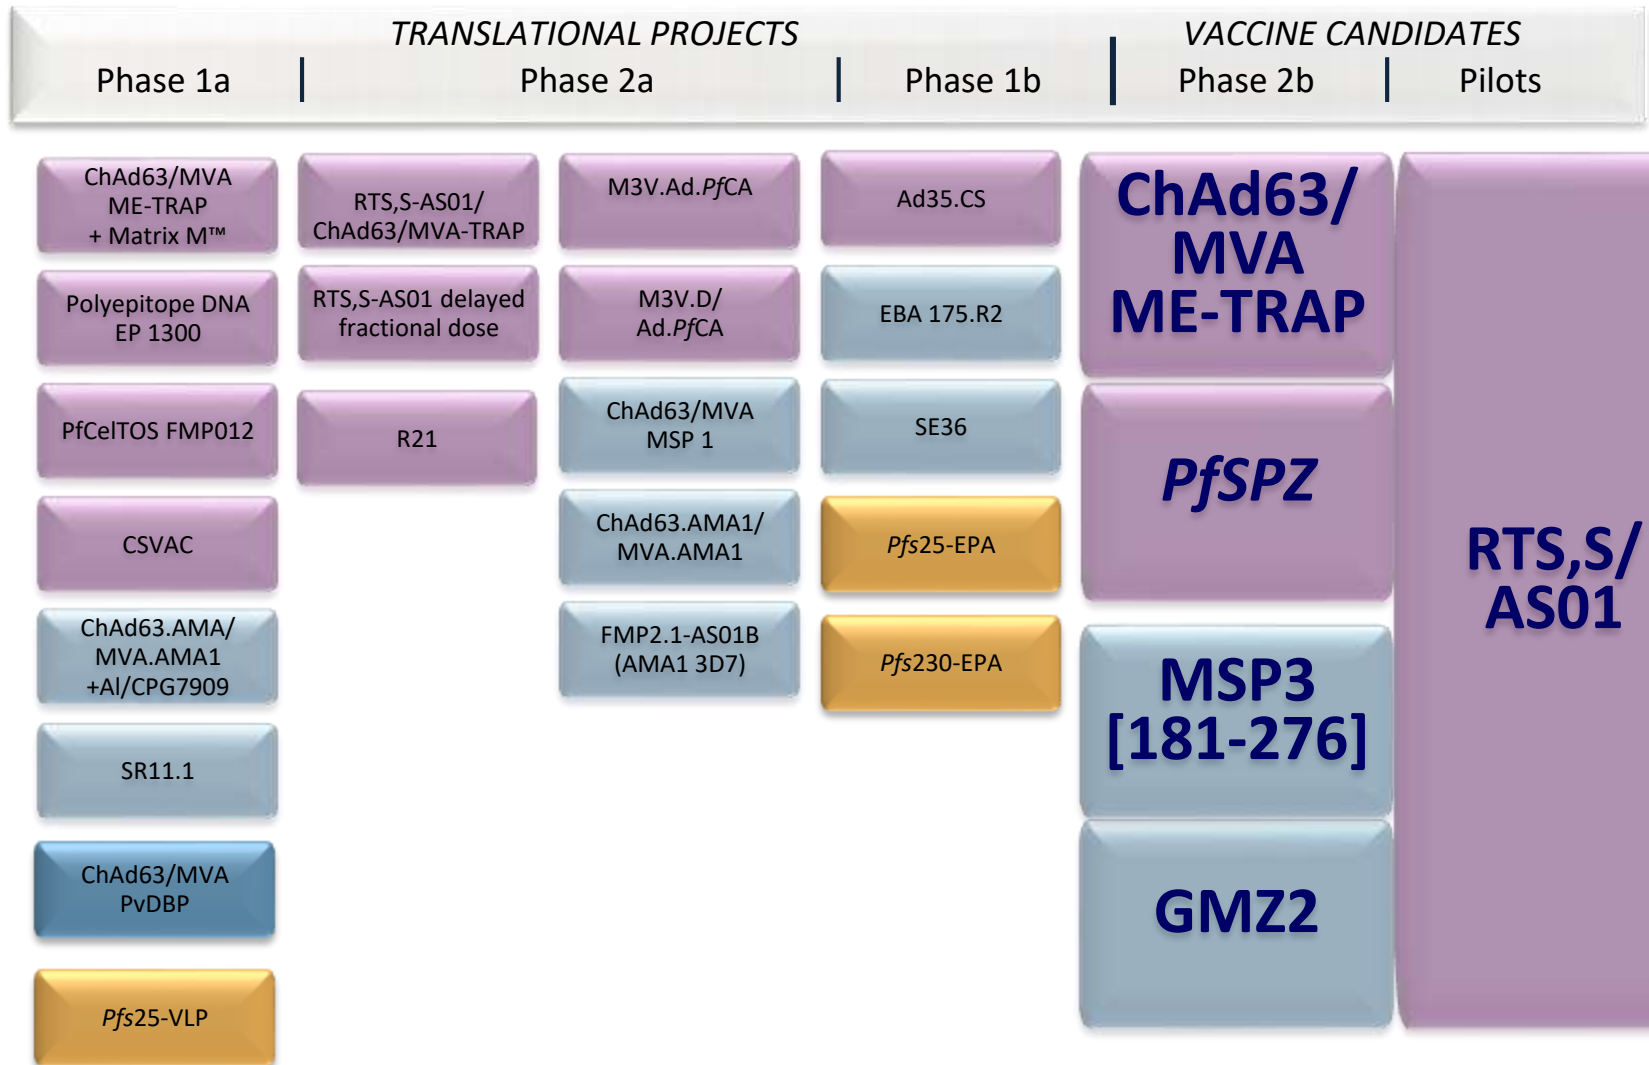 TRANSLATIONAL PROJECTS
VACCINE CANDIDATES
Phase 1a
Phase 2a
Phase 1b
Phase 2b
Pilots
ChAd63/MVA
ME-TRAP
+ Matrix M™
Polyepitope DNA
EP 1300
PfCelTOS FMP012
CSVAC
ChAd63.AMA/
MVA.AMA1
+Al/CPG7909
SR11.1
ChAd63/MVA
PvDBP
Pfs25-VLP
RTS,S-AS01/
ChAd63/MVA-TRAP
RTS,S-AS01 delayed
fractional dose
R21
M3V.Ad.PfCA
M3V.D/
Ad.PfCA
ChAd63/MVA
MSP 1
ChAd63.AMA1/
MVA.AMA1
FMP2.1-AS01B
(AMA1 3D7)
Ad35.CS
EBA 175.R2
SE36
Pfs25-EPA
Pfs230-EPA
ChAd63/
MVA
ME-TRAP
PfSPZ
MSP3
[181-276]
GMZ2
RTS,S/
AS01